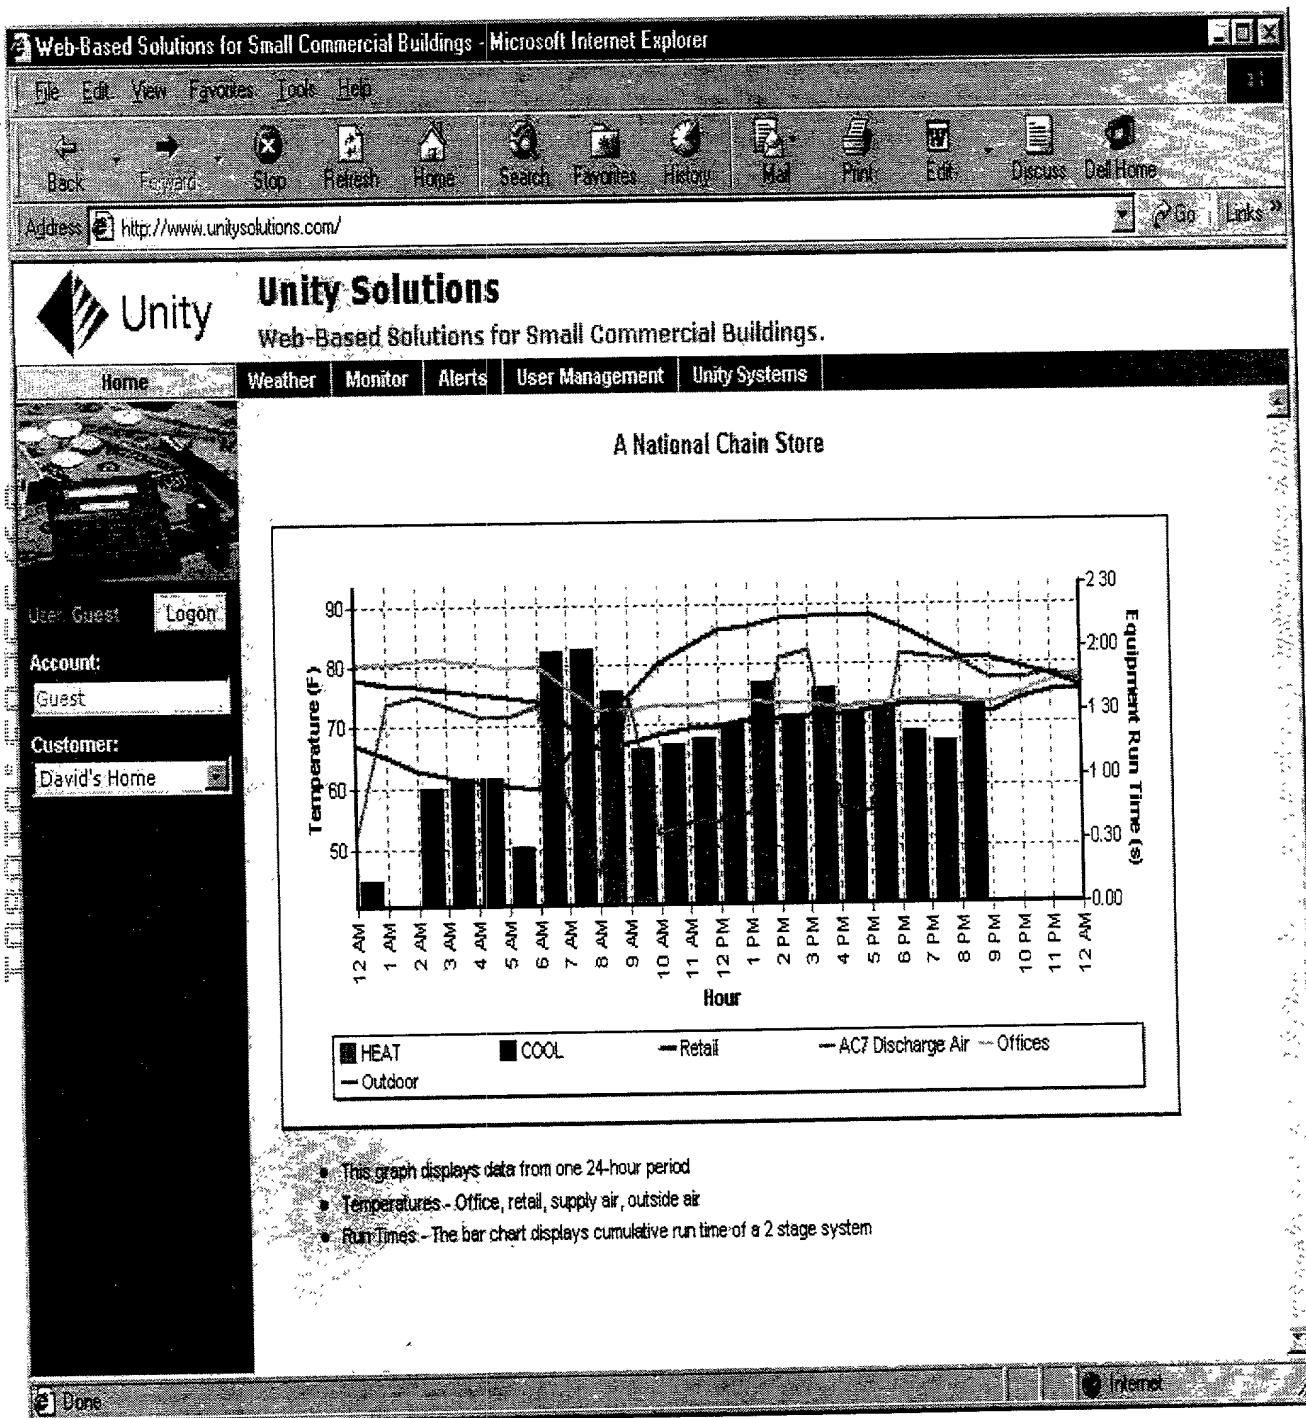 Web-Based Solutions for Small Commercial Buildings - Microsoft Internet Explorer
File Edit View Favorites Tools Help
Back Forward Stop Refresh Home Search Favorites History Mail Print Edit Discuss Dell Home
Address http://www.unitysolutions.com/ Go Links »
Unity
Unity Solutions
Web-Based Solutions for Small Commercial Buildings.
Home Weather Monitor Alerts User Management Unity Systems
A National Chain Store
User: Guest Logon
Account:
Guest
Customer:
David's Home
Temperature (F)
90
80
70
60
50
2:30
2:00
1:30
1:00
0:30
0:00
Equipment Run Time (s)
12 AM 1 AM 2 AM 3 AM 4 AM 5 AM 6 AM 7 AM 8 AM 9 AM 10 AM 11 AM 12 PM 1 PM 2 PM 3 PM 4 PM 5 PM 6 PM 7 PM 8 PM 9 PM 10 PM 11 PM 12 AM
Hour
HEAT COOL Retail AC7 Discharge Air Offices
Outdoor
• This graph displays data from one 24-hour period
• Temperatures - Office, retail, supply air, outside air
• Run Times - The bar chart displays cumulative run time of a 2 stage system
Done Internet